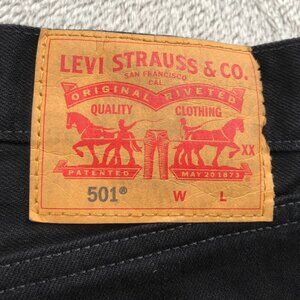 LEVI STRAUSS & CO.
SAN FRANCISCO
CAL.
ORIGINAL RIVETED
QUALITY CLOTHING
XX
PATENTED MAY 20 1873
501® W L